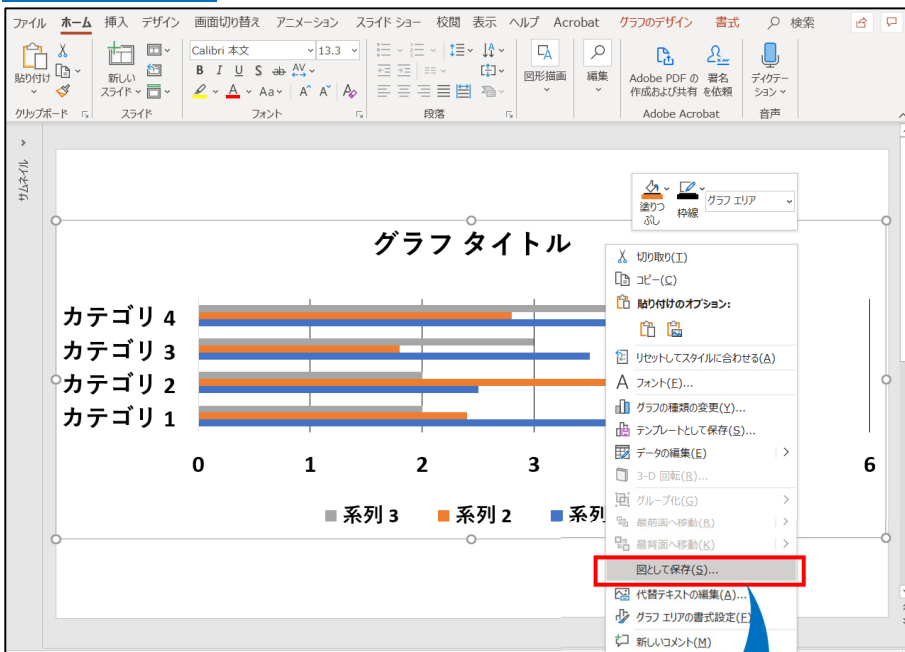 ファイル ホーム 挿入 デザイン 画面切り替え アニメーション スライド ショー 校閲 表示 ヘルプ Acrobat グラフのデザイン 書式 検索
貼り付け
新しい
スライド
Calibri 本文 13.3
B I U S ab AV
A Aa A A A
図形描画
編集
Adobe PDF の
作成および共有
署名
を依頼
ディクテー
ション
クリップボード スライド フォント 段落 Adobe Acrobat 音声
サムネイル
塗りつ
ぶし
枠線
グラフ エリア
グラフ タイトル
カテゴリ 4
カテゴリ 3
カテゴリ 2
カテゴリ 1
0 1 2 3 6
系列 3 系列 2 系列
切り取り(T)
コピー(C)
貼り付けのオプション:
リセットしてスタイルに合わせる(A)
フォント(F)...
グラフの種類の変更(Y)...
テンプレートとして保存(S)...
データの編集(E)
3-D 回転(R)...
グループ化(G)
最前面へ移動(R)
最背面へ移動(K)
図として保存(S)...
代替テキストの編集(A)...
グラフ エリアの書式設定(F)
新しいコメント(M)